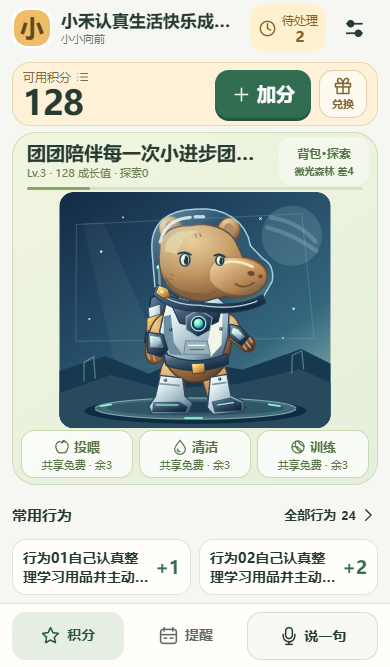 小
小禾认真生活快乐成...
小小向前
待处理
2
可用积分
128
+ 加分
兑换
团团陪伴每一次小进步团...
Lv.3 · 128 成长值 · 探索0
背包·探索
微光森林 差4
投喂
共享免费 · 余3
清洁
共享免费 · 余3
训练
共享免费 · 余3
常用行为
全部行为 24
行为01自己认真整
理学习用品并主动...
+1
行为02自己认真整
理学习用品并主动...
+2
积分
提醒
说一句